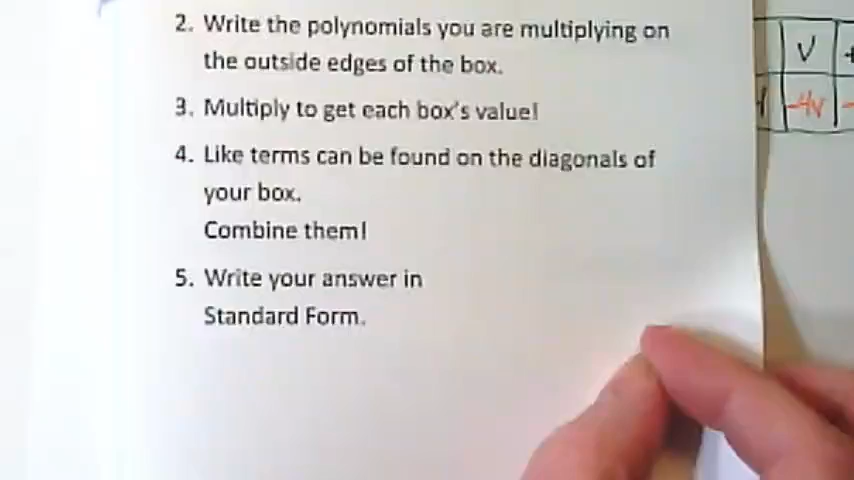 2. Write the polynomials you are multiplying on
the outside edges of the box.
3. Multiply to get each box's value!
4. Like terms can be found on the diagonals of
your box.
Combine them!
5. Write your answer in
Standard Form.
V +
-4v -